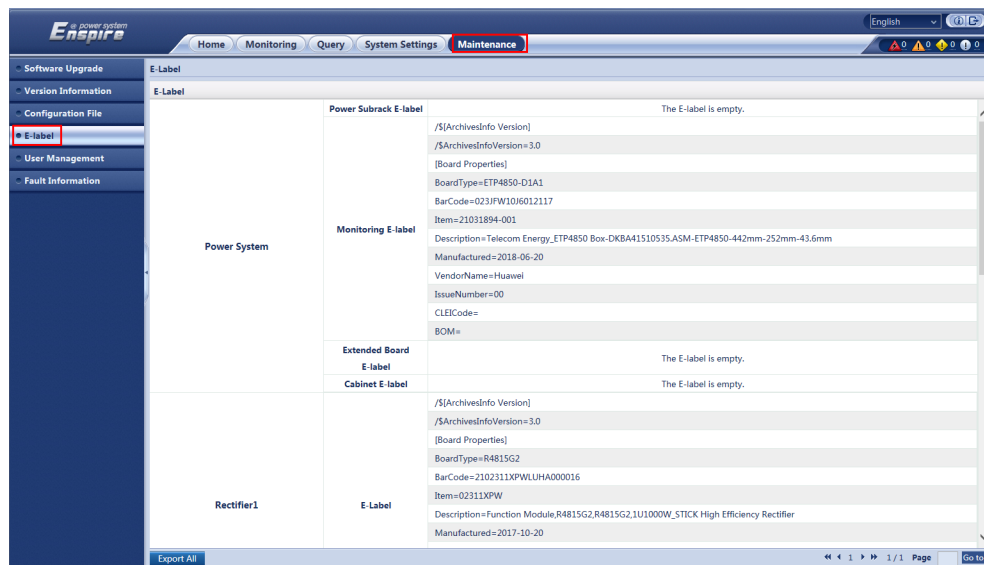 e power system
Enspire
English
Home Monitoring Query System Settings Maintenance
0 0 0 0
Software Upgrade
Version Information
Configuration File
E-label
User Management
Fault Information
E-Label
E-Label
Power System
Power Subrack E-label
The E-label is empty.
Monitoring E-label
/$[ArchivesInfo Version]
/$ArchivesInfoVersion=3.0
[Board Properties]
BoardType=ETP4850-D1A1
BarCode=023JFW10J6012117
Item=21031894-001
Description=Telecom Energy_ETP4850 Box-DKBA41510535.ASM-ETP4850-442mm-252mm-43.6mm
Manufactured=2018-06-20
VendorName=Huawei
IssueNumber=00
CLEICode=
BOM=
Extended Board
E-label
The E-label is empty.
Cabinet E-label
The E-label is empty.
Rectifier1
E-Label
/$[ArchivesInfo Version]
/$ArchivesInfoVersion=3.0
[Board Properties]
BoardType=R4815G2
BarCode=2102311XPWLUHA000016
Item=02311XPW
Description=Function Module,R4815G2,R4815G2,1U1000W_STICK High Efficiency Rectifier
Manufactured=2017-10-20
Export All
1 1/1 Page Go to